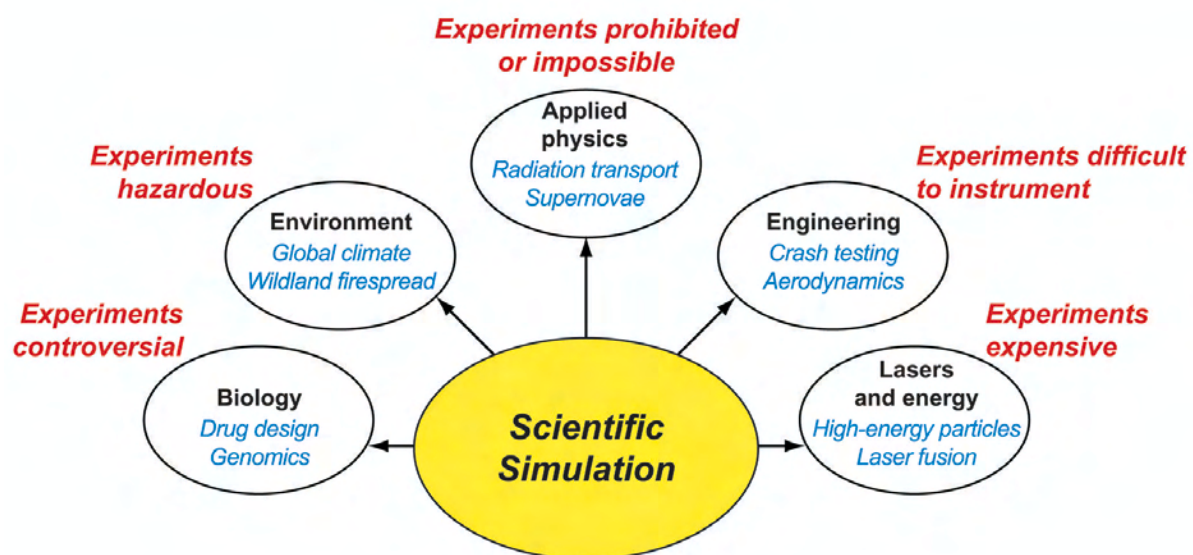 Experiments prohibited
or impossible
Applied
physics
Radiation transport
Supernovae
Experiments
hazardous
Environment
Global climate
Wildland firespread
Experiments difficult
to instrument
Engineering
Crash testing
Aerodynamics
Experiments
controversial
Biology
Drug design
Genomics
Experiments
expensive
Lasers
and energy
High-energy particles
Laser fusion
Scientific
Simulation